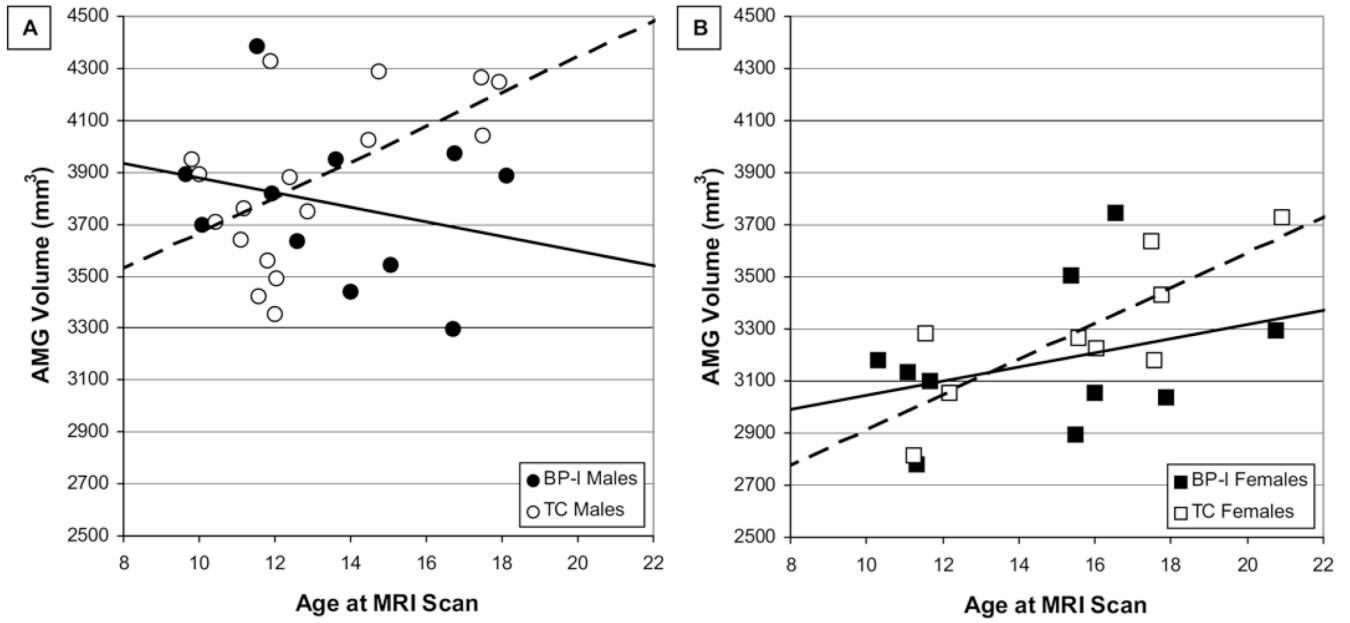 A
4500
4300
4100
3900
3700
3500
3300
3100
2900
2700
2500
AMG Volume (mm³)
8 10 12 14 16 18 20 22
Age at MRI Scan
BP-I Males
TC Males
B
4500
4300
4100
3900
3700
3500
3300
3100
2900
2700
2500
AMG Volume (mm³)
8 10 12 14 16 18 20 22
Age at MRI Scan
BP-I Females
TC Females